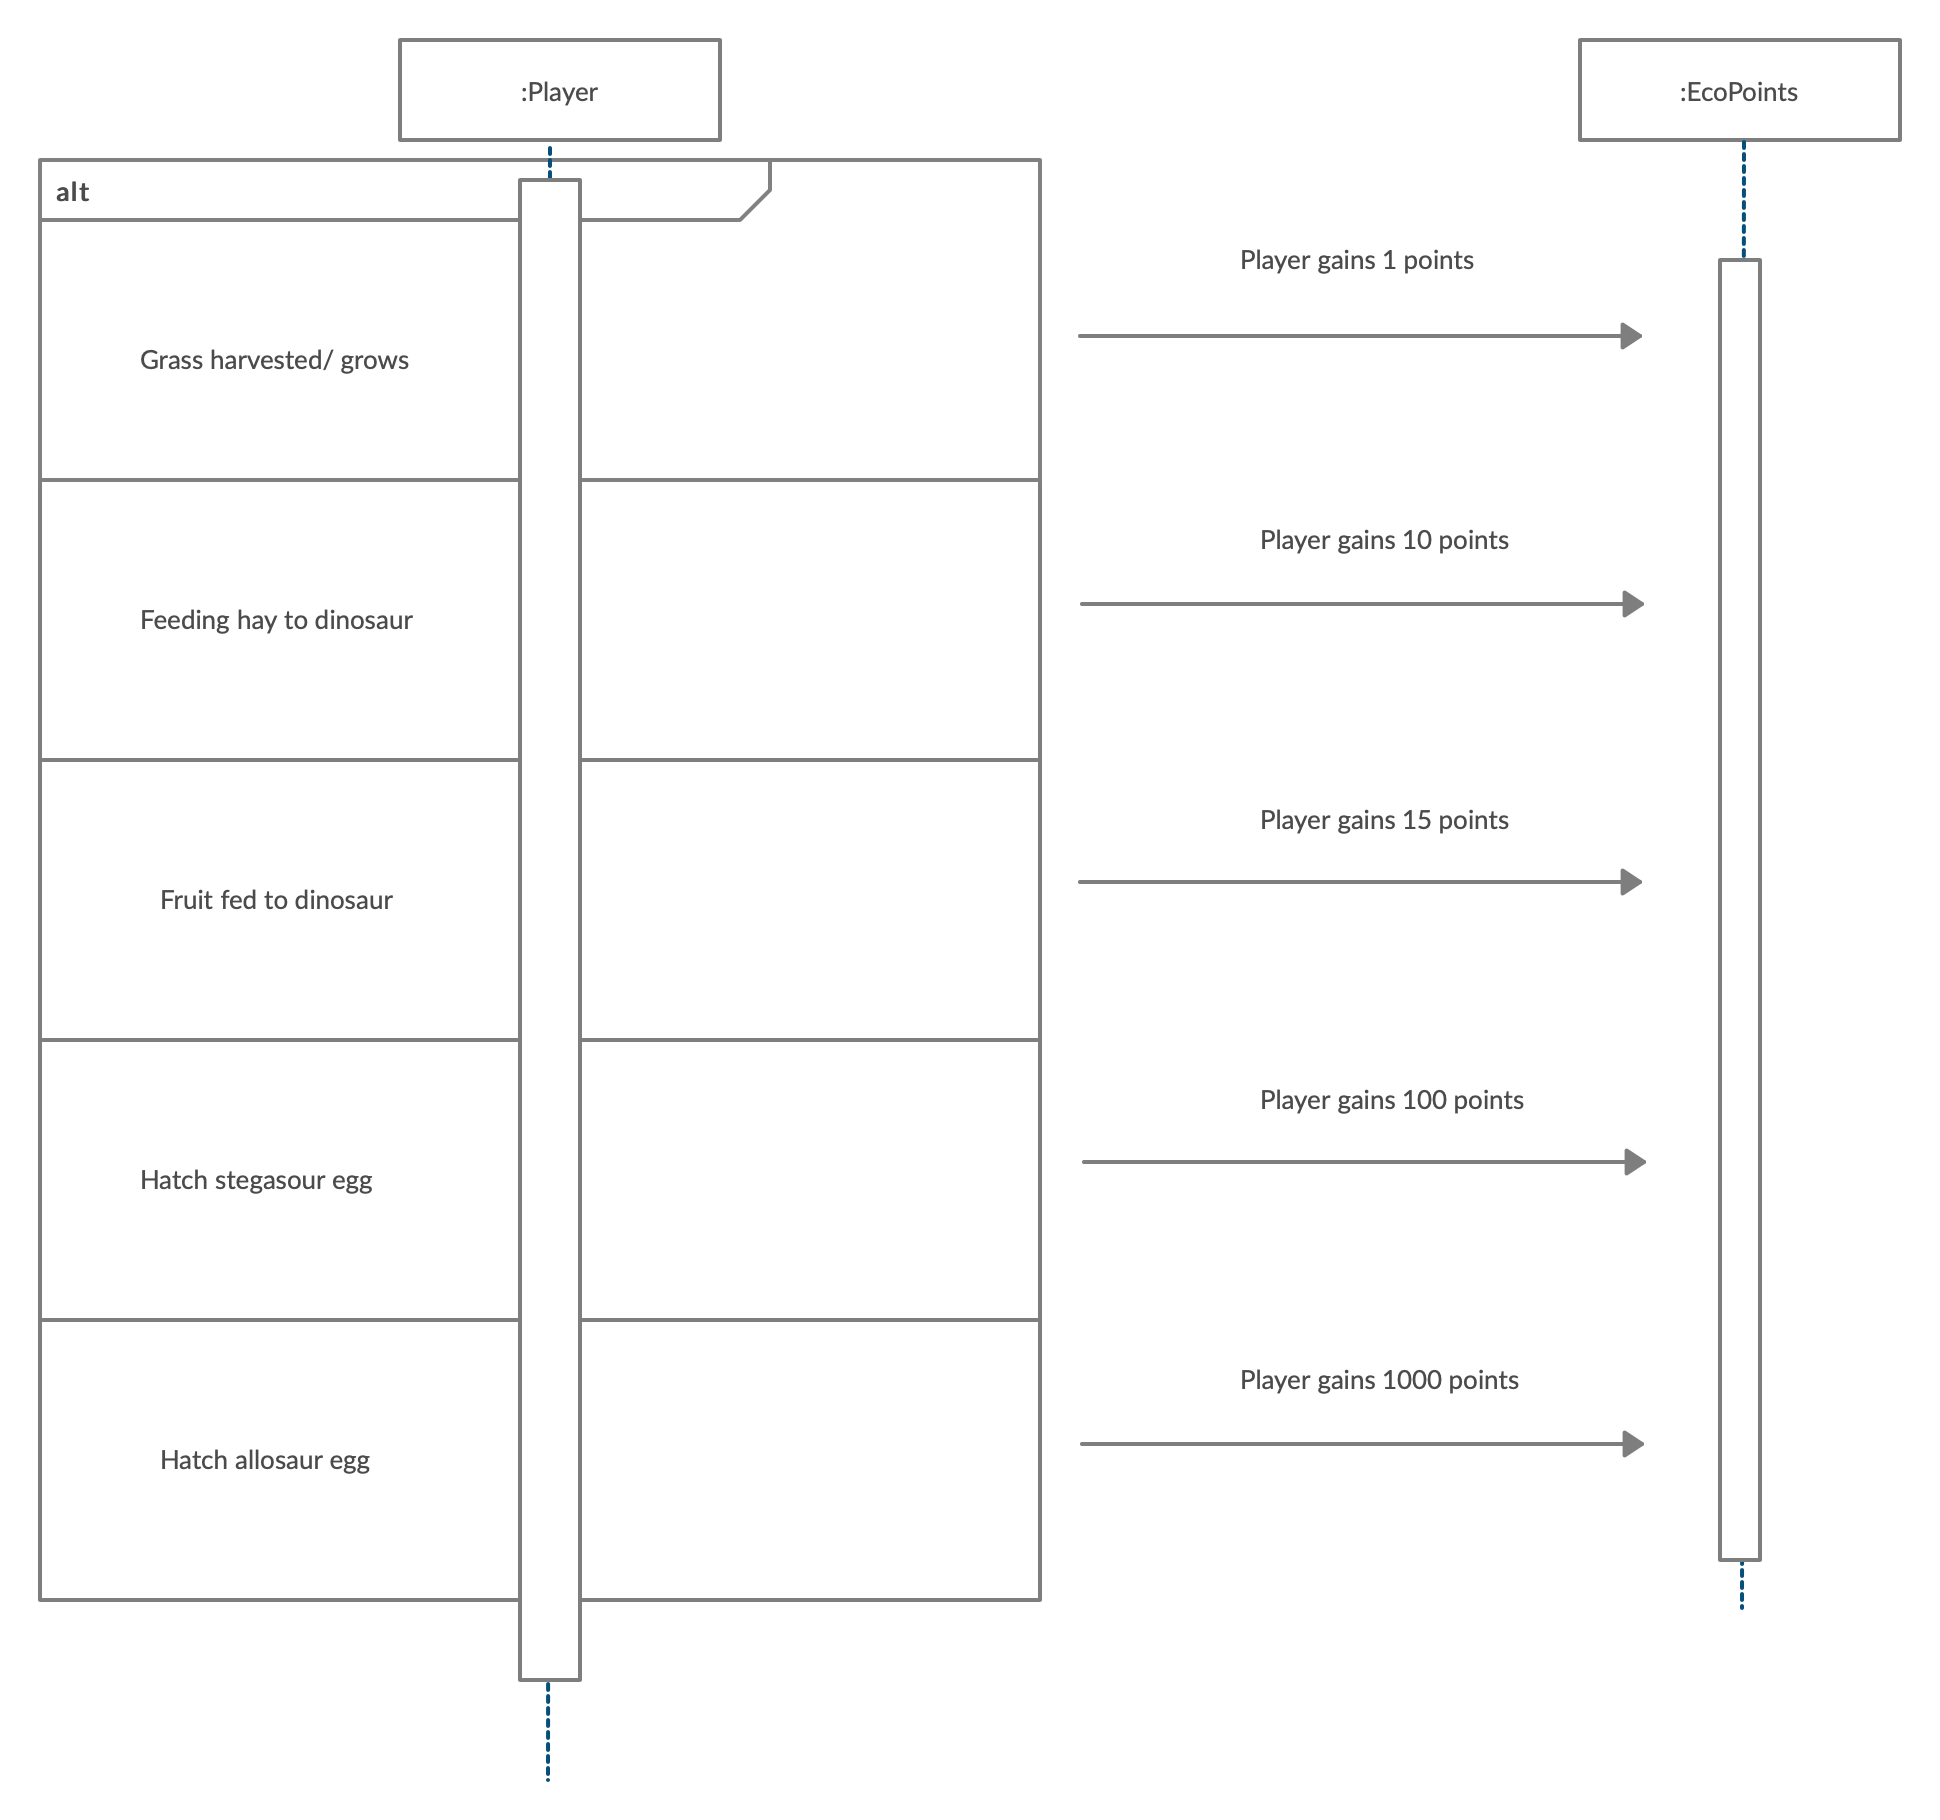 :Player
:EcoPoints
alt
Player gains 1 points
Grass harvested/ grows
Player gains 10 points
Feeding hay to dinosaur
Player gains 15 points
Fruit fed to dinosaur
Player gains 100 points
Hatch stegasour egg
Player gains 1000 points
Hatch allosaur egg